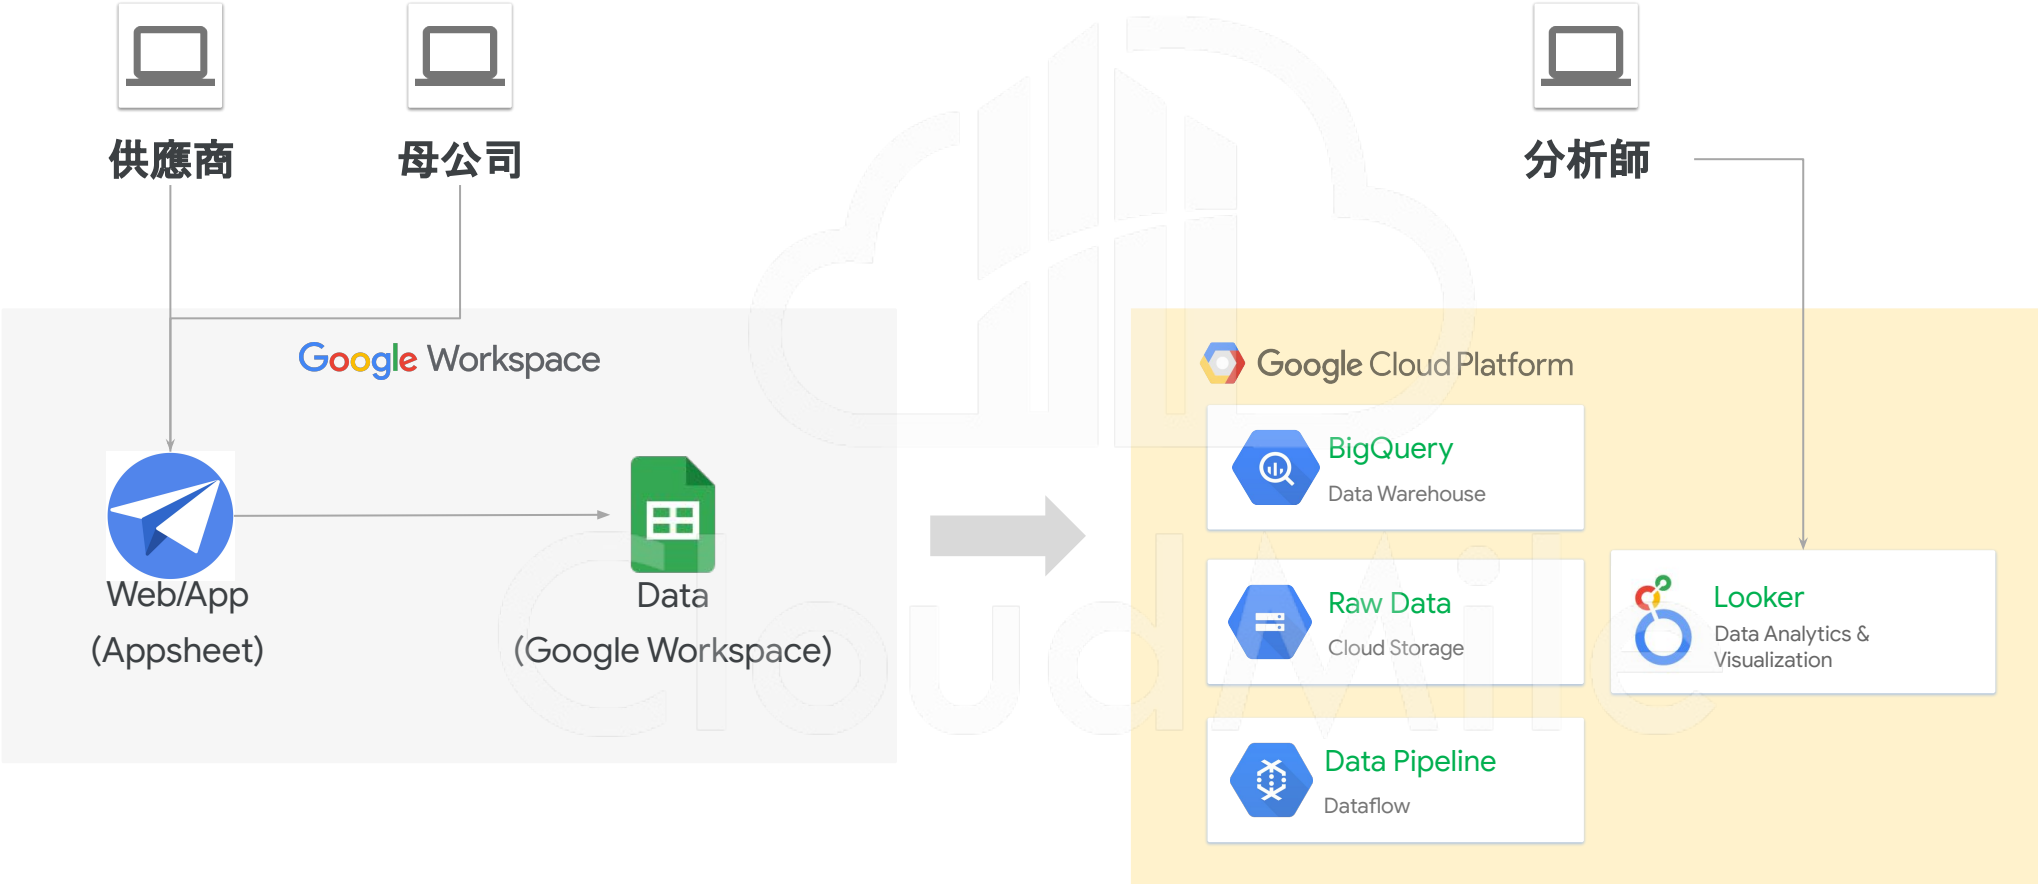 供應商
母公司
分析師
Google Workspace
Web/App
(Appsheet)
Data
(Google Workspace)
Google Cloud Platform
BigQuery
Data Warehouse
Raw Data
Cloud Storage
Data Pipeline
Dataflow
Looker
Data Analytics &
Visualization
CloudMile